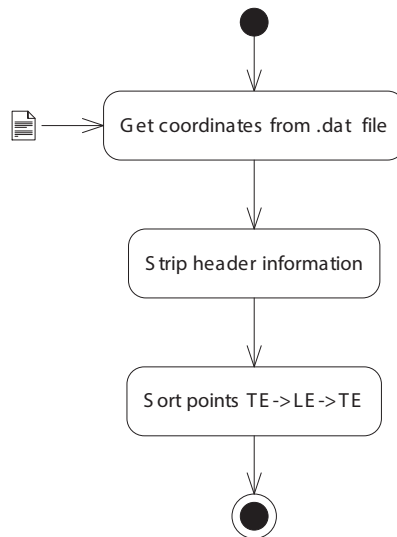 Get coordinates from .dat file
Strip header information
Sort points TE->LE->TE